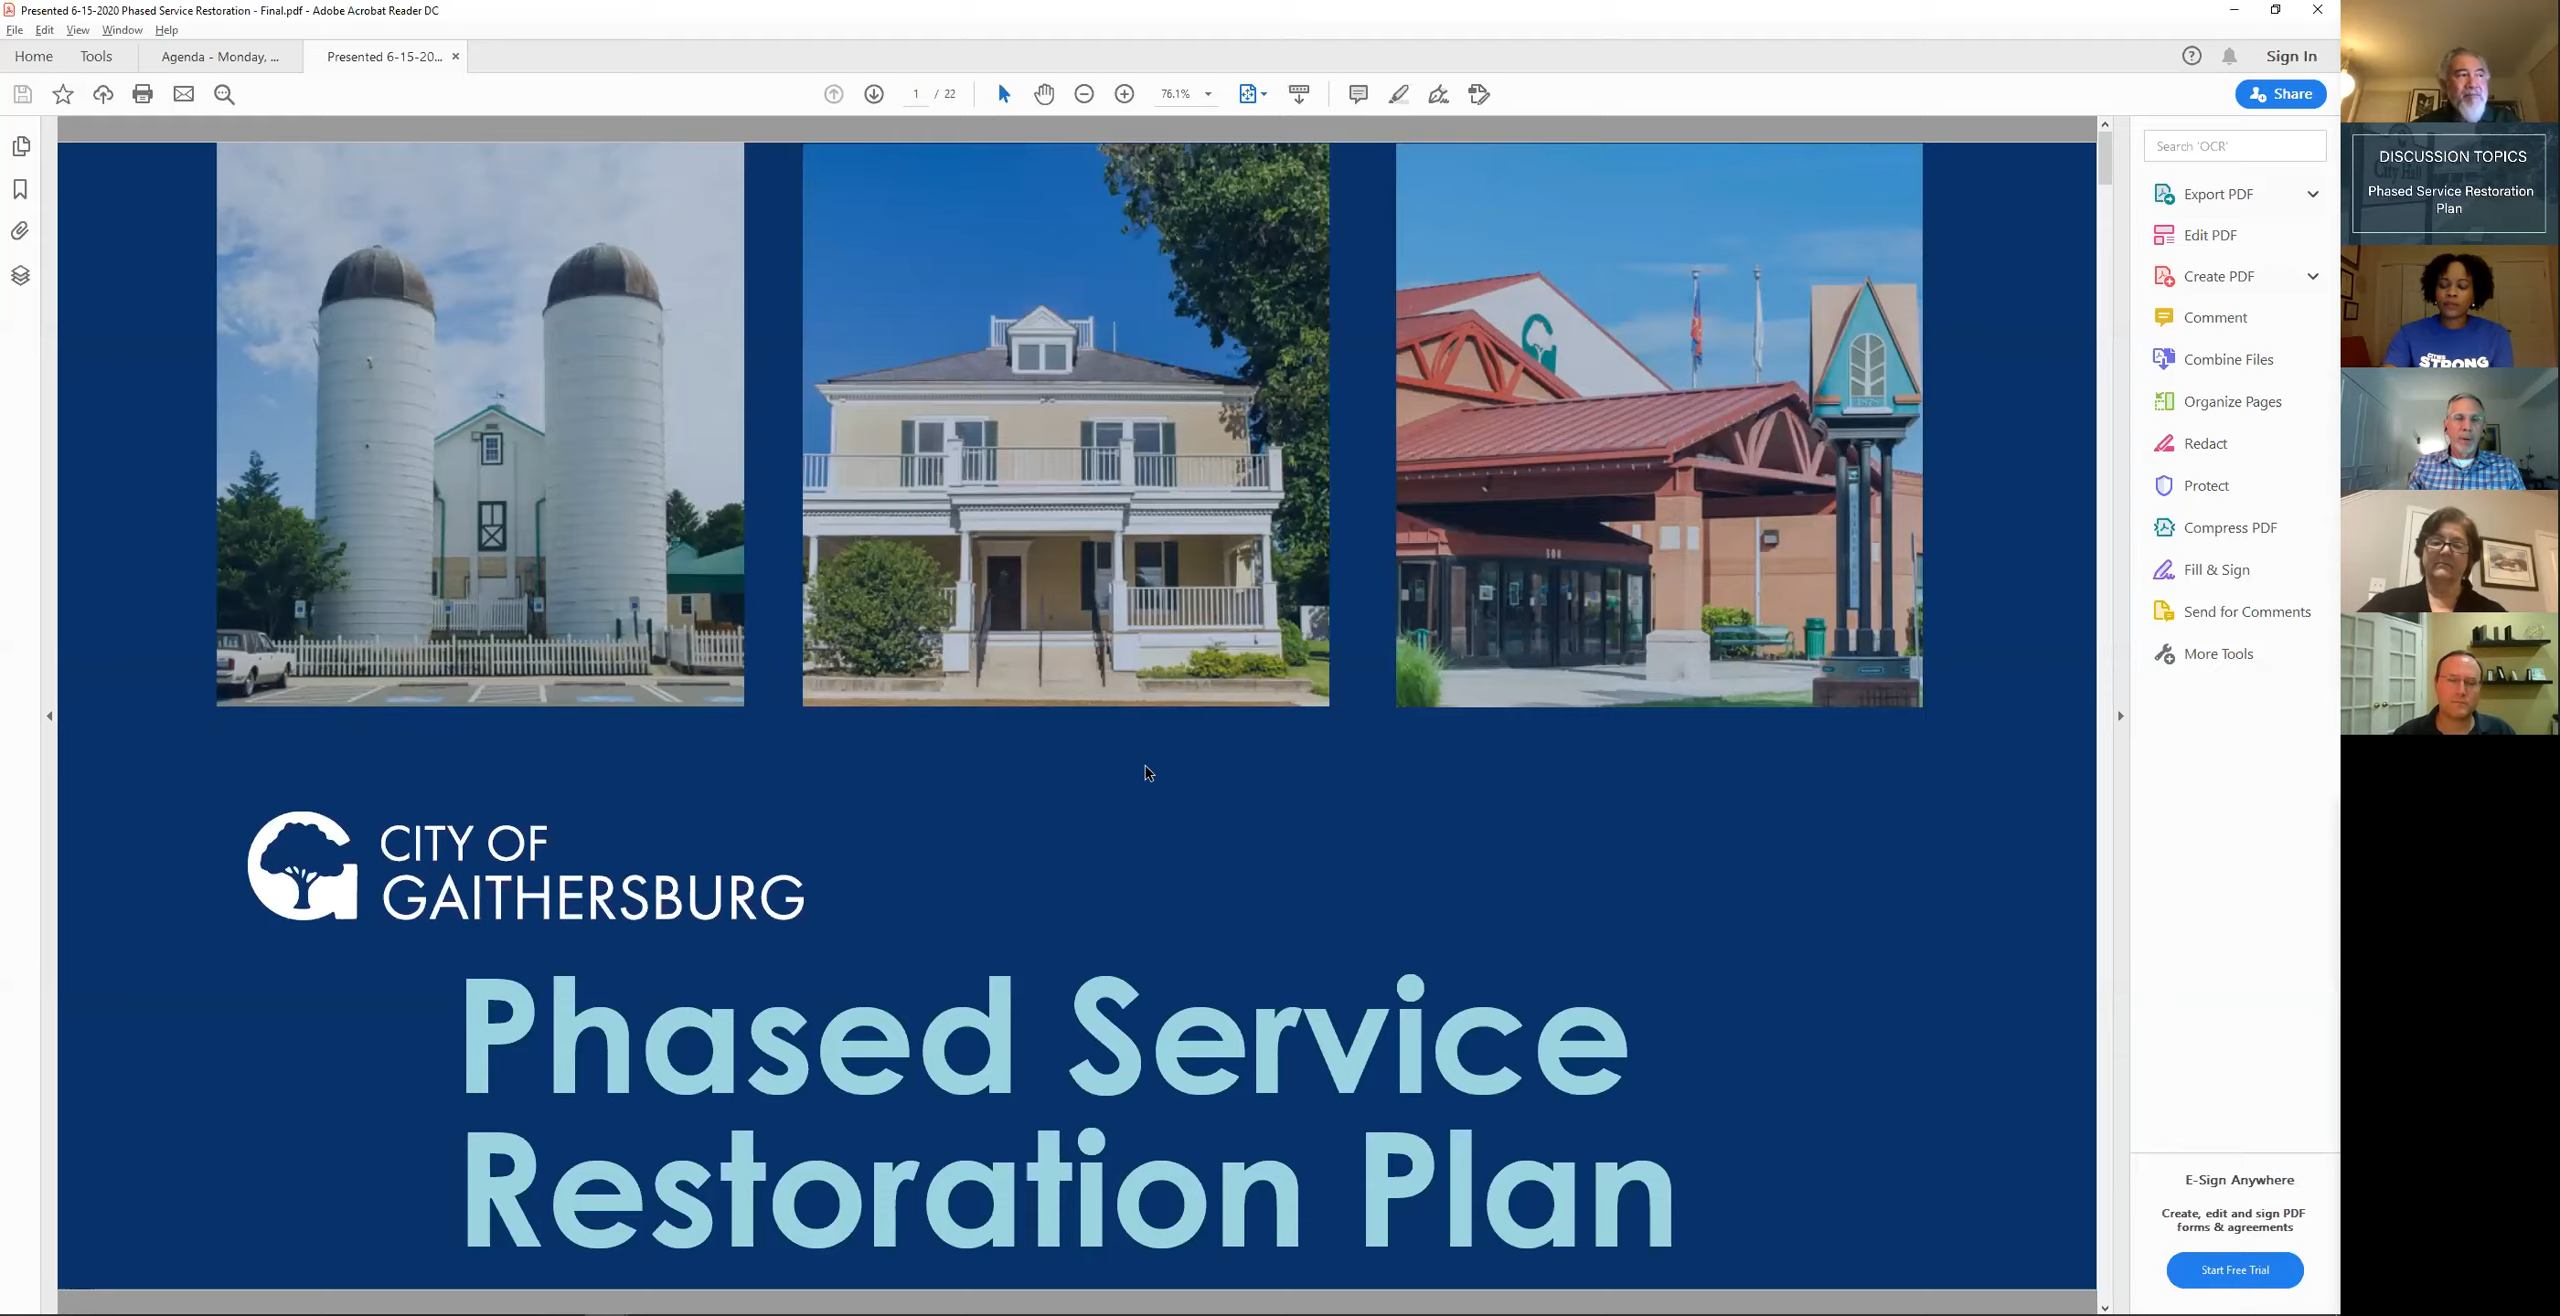 Presented 6-15-2020 Phased Service Restoration - Final.pdf - Adobe Acrobat Reader DC
File Edit View Window Help
Home Tools Agenda - Monday, ... Presented 6-15-20... ×
Sign In
1 / 22
76.1%
Share
Search 'OCR'
Export PDF
Edit PDF
Create PDF
Comment
Combine Files
Organize Pages
Redact
Protect
Compress PDF
Fill & Sign
Send for Comments
More Tools
E-Sign Anywhere
Create, edit and sign PDF
forms & agreements
Start Free Trial
1878
506
CITY OF
GAITHERSBURG
Phased Service
Restoration Plan
DISCUSSION TOPICS
Phased Service Restoration
Plan
STRONG